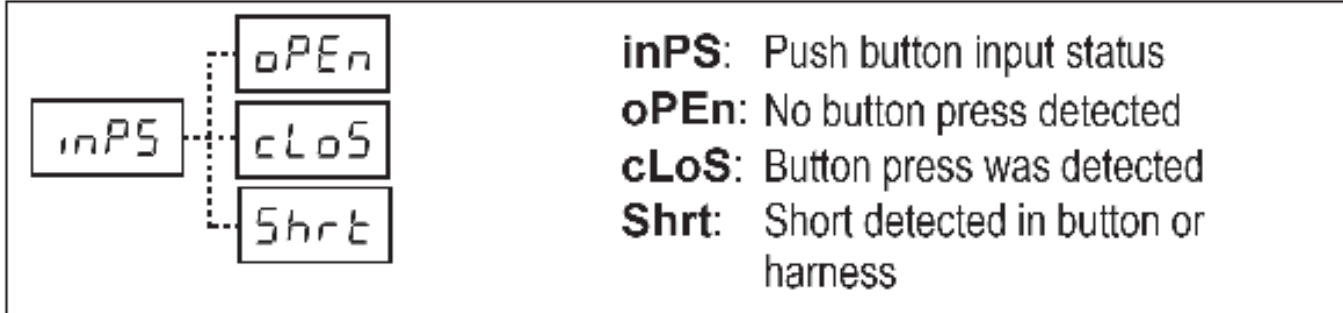 inPS
oPEn
cLoS
Shrt
inPS: Push button input status
oPEn: No button press detected
cLoS: Button press was detected
Shrt: Short detected in button or
harness